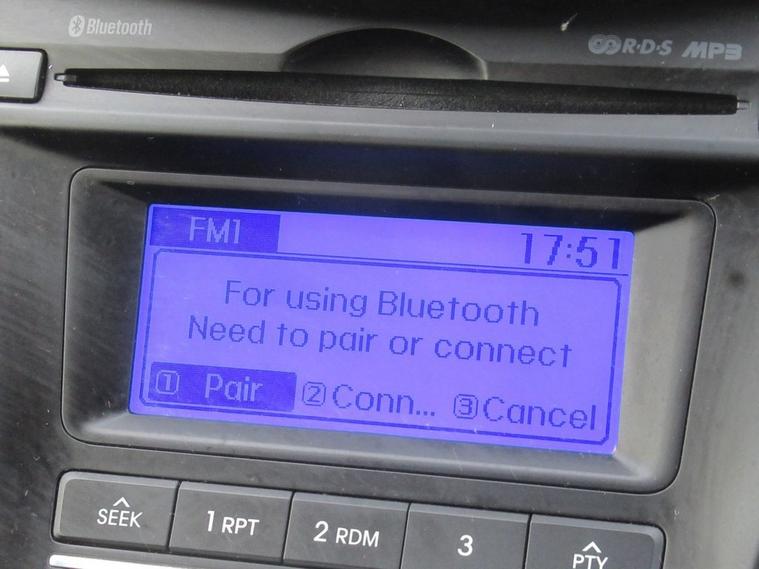 Bluetooth
R·D·S MP3
FM1 17:51
For using Bluetooth
Need to pair or connect
1 Pair 2 Conn... 3 Cancel
SEEK 1 RPT 2 RDM 3 PTY